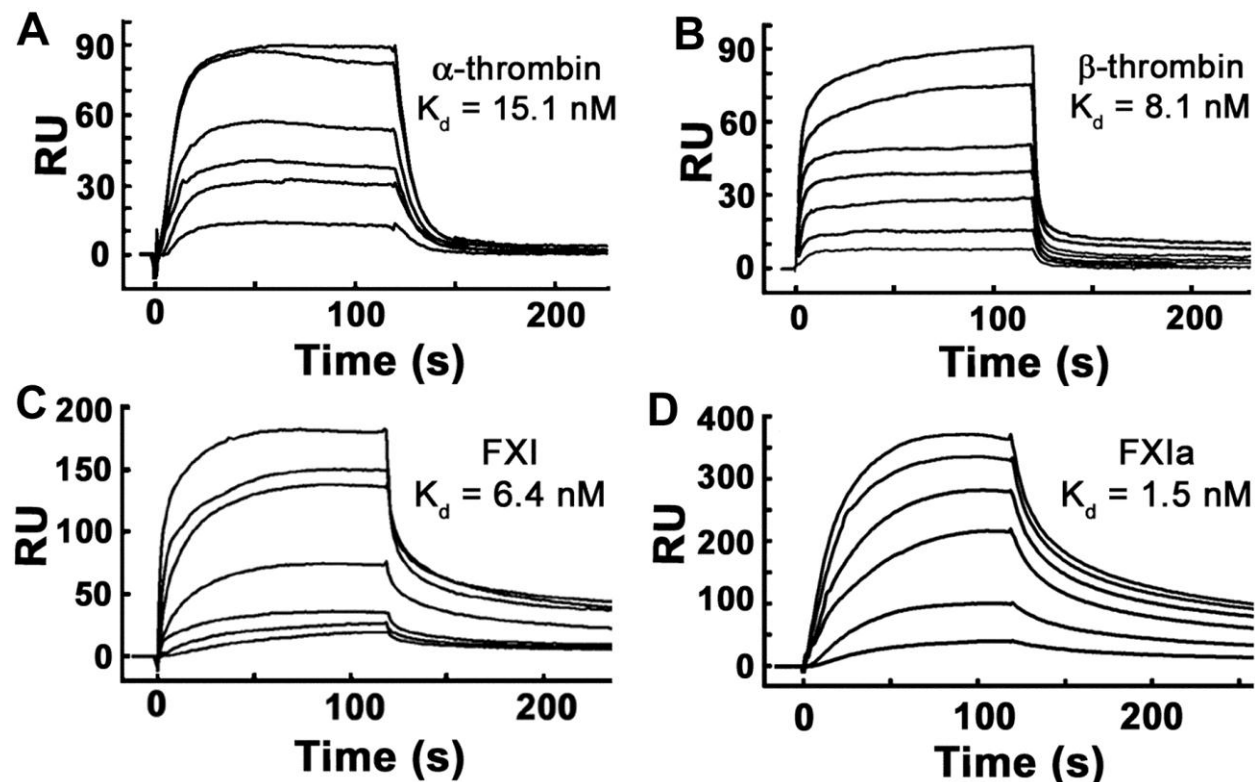 A
α-thrombin
K_d = 15.1 nM
RU
90
60
30
0
0 100 200
Time (s)
B
β-thrombin
K_d = 8.1 nM
RU
90
60
30
0
0 100 200
Time (s)
C
FXI
K_d = 6.4 nM
RU
200
150
100
50
0
0 100 200
Time (s)
D
FXIa
K_d = 1.5 nM
RU
400
300
200
100
0
0 100 200
Time (s)